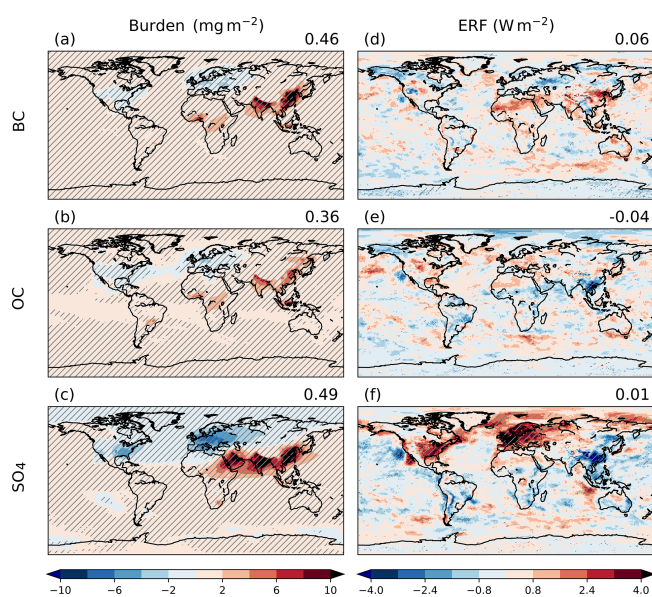 Burden (mg m−2) ERF (W m−2)
(a) 0.46 (d) 0.06
BC
(b) 0.36 (e) -0.04
OC
(c) 0.49 (f) 0.01
SO4
−10 −6 −2 2 6 10 −4.0 −2.4 −0.8 0.8 2.4 4.0